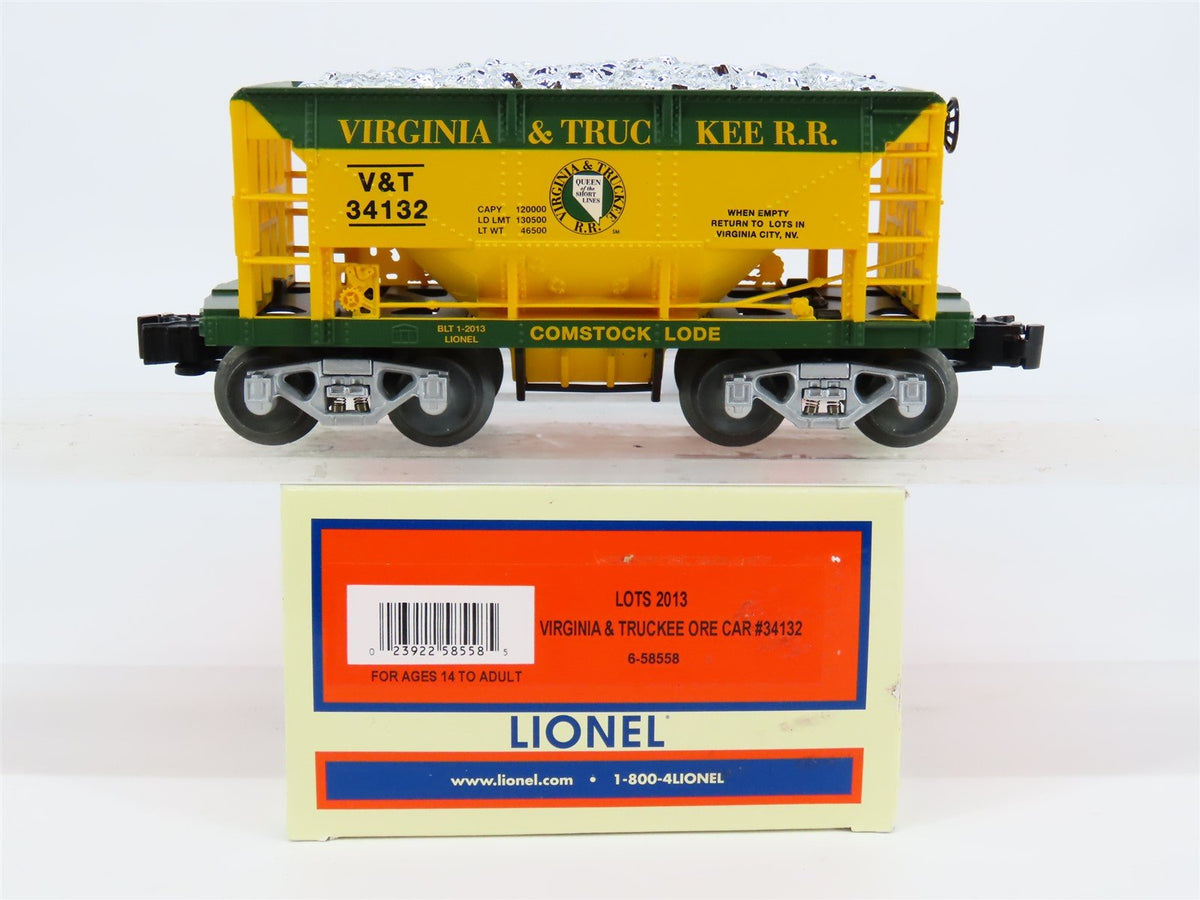 VIRGINIA & TRUC KEE R.R.
V&T
34132
CAPY 120000
LD LMT 130500
LT WT 46500
VIRGINIA & TRUCKEE
QUEEN
of the
SHORT
LINES
R.R.
SM
WHEN EMPTY
RETURN TO LOTS IN
VIRGINIA CITY, NV.
BLT 1-2013
LIONEL
COMSTOCK LODE
LOTS 2013
VIRGINIA & TRUCKEE ORE CAR #34132
6-58558
0 23922 58558 5
FOR AGES 14 TO ADULT
LIONEL
www.lionel.com • 1-800-4LIONEL